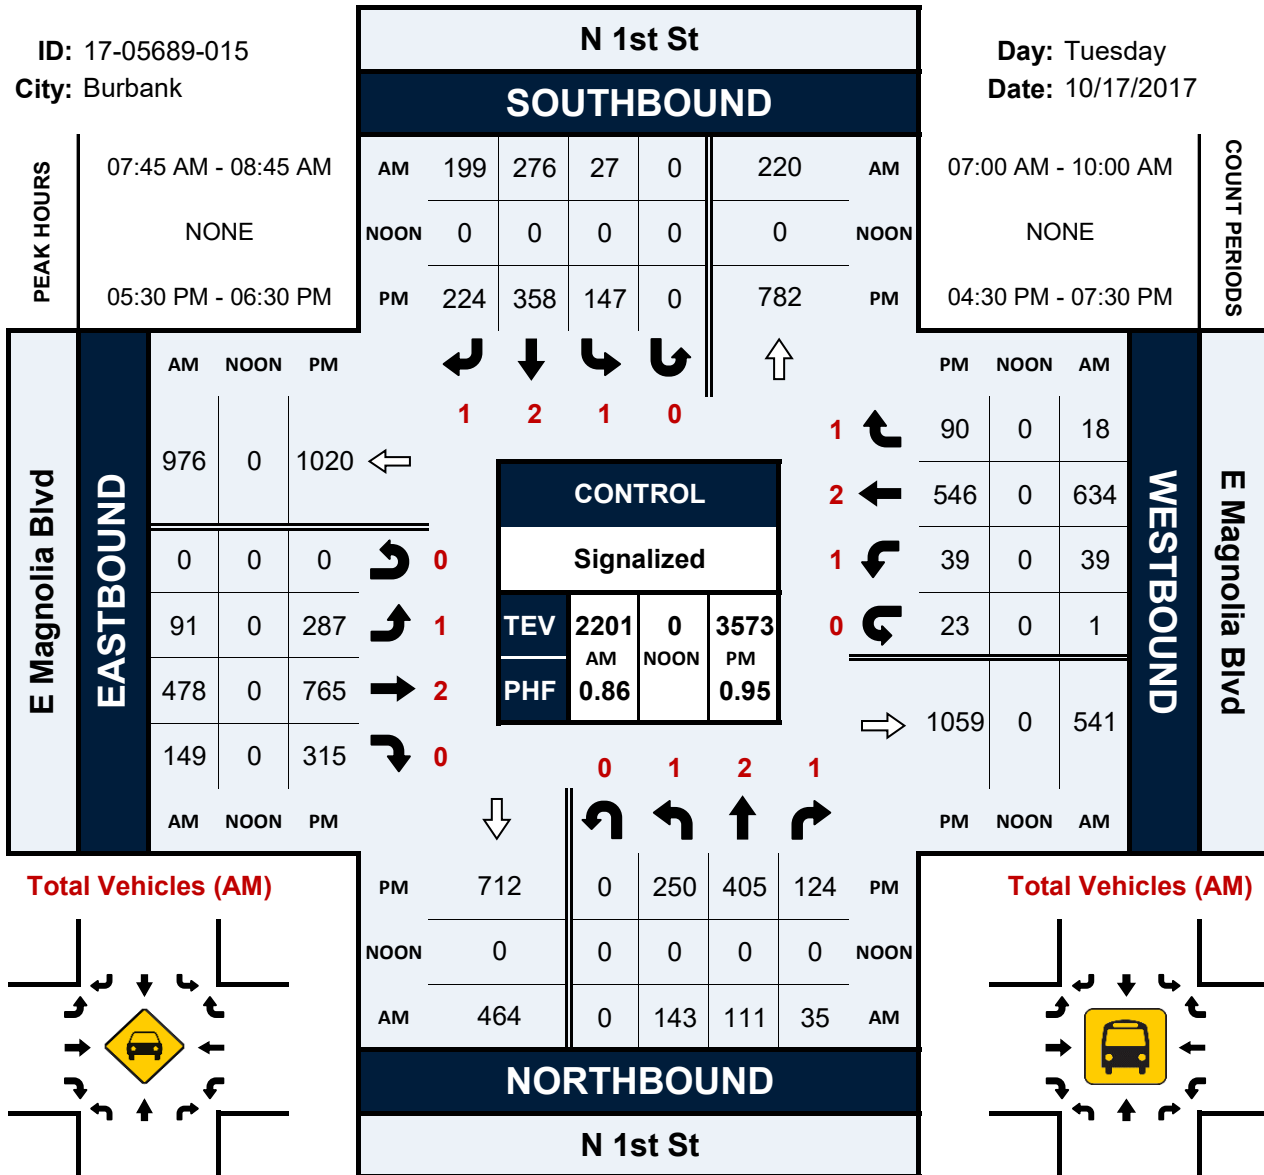 ID: 17-05689-015
City: Burbank
N 1st St
SOUTHBOUND
Day: Tuesday
Date: 10/17/2017
PEAK HOURS
07:45 AM - 08:45 AM
NONE
05:30 PM - 06:30 PM
AM 199 276 27 0 220 AM
NOON 0 0 0 0 0 NOON
PM 224 358 147 0 782 PM
07:00 AM - 10:00 AM
NONE
04:30 PM - 07:30 PM
COUNT PERIODS
1 2 1 0
E Magnolia Blvd
EASTBOUND
AM NOON PM
976 0 1020
0 0 0 0
91 0 287 1
478 0 765 2
149 0 315 0
AM NOON PM
CONTROL
Signalized
TEV 2201 0 3573
AM NOON PM
PHF 0.86 0.95
PM NOON AM
1 90 0 18
2 546 0 634
1 39 0 39
0 23 0 1
1059 0 541
PM NOON AM
WESTBOUND
E Magnolia Blvd
0 1 2 1
PM 712 0 250 405 124 PM
NOON 0 0 0 0 0 NOON
AM 464 0 143 111 35 AM
NORTHBOUND
N 1st St
Total Vehicles (AM)
Total Vehicles (AM)